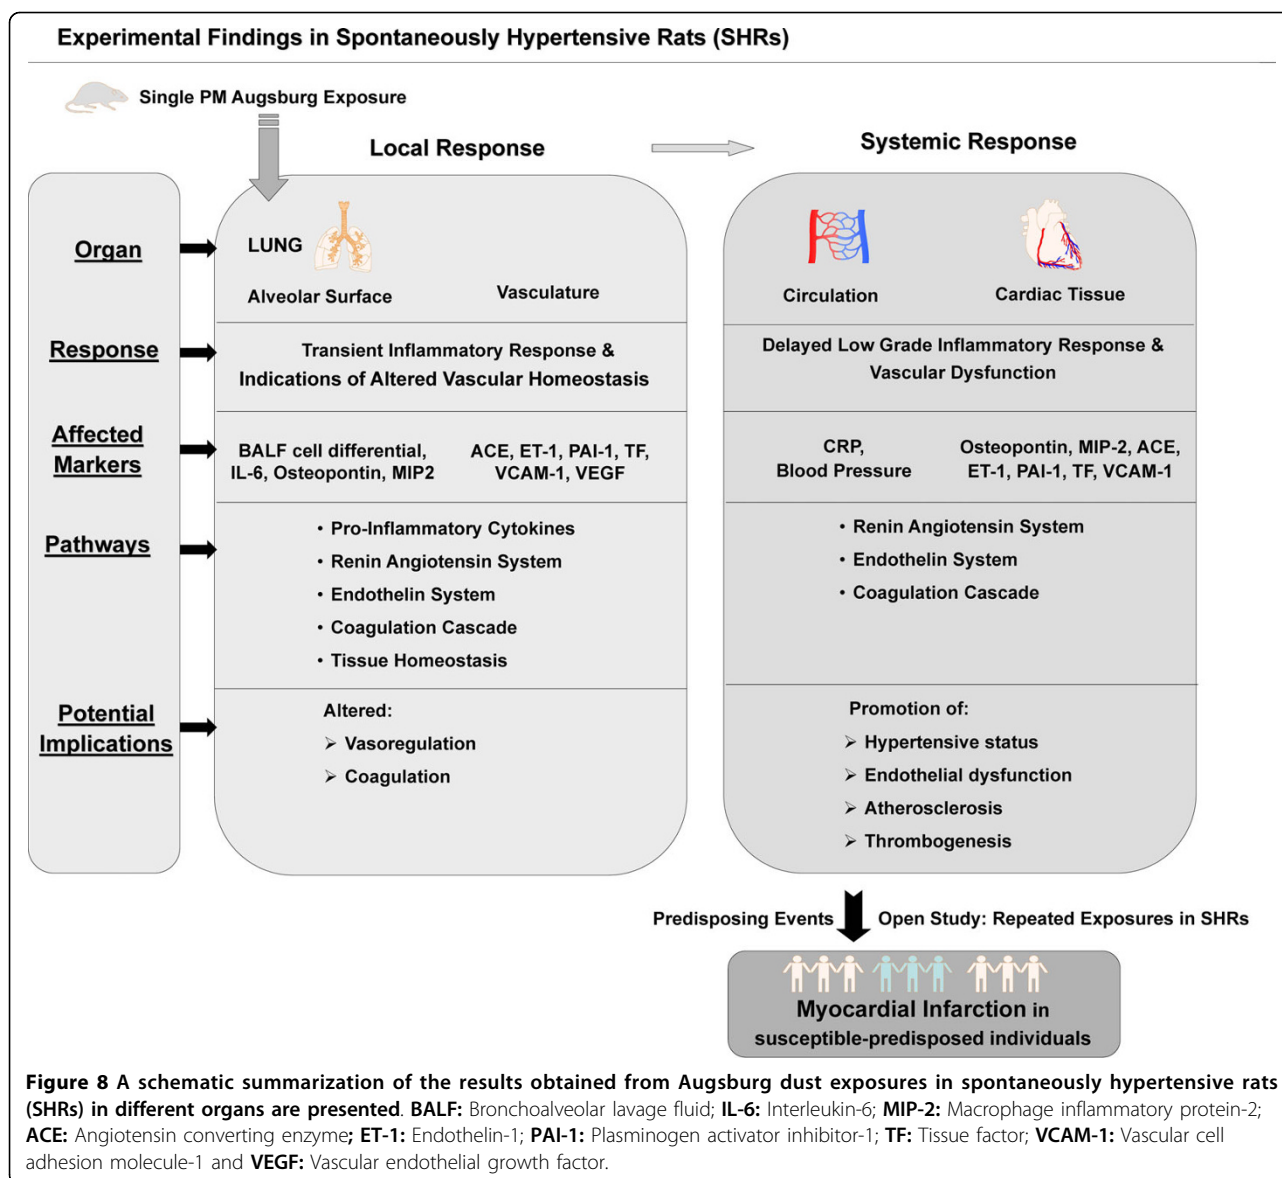 Experimental Findings in Spontaneously Hypertensive Rats (SHRs)
Single PM Augsburg Exposure
Local Response
Systemic Response
Organ
LUNG
Alveolar Surface
Vasculature
Circulation
Cardiac Tissue
Response
Transient Inflammatory Response &
Indications of Altered Vascular Homeostasis
Delayed Low Grade Inflammatory Response &
Vascular Dysfunction
Affected
Markers
BALF cell differential,
IL-6, Osteopontin, MIP2
ACE, ET-1, PAI-1, TF,
VCAM-1, VEGF
CRP,
Blood Pressure
Osteopontin, MIP-2, ACE,
ET-1, PAI-1, TF, VCAM-1
Pathways
• Pro-Inflammatory Cytokines
• Renin Angiotensin System
• Endothelin System
• Coagulation Cascade
• Tissue Homeostasis
• Renin Angiotensin System
• Endothelin System
• Coagulation Cascade
Potential
Implications
Altered:
➢ Vasoregulation
➢ Coagulation
Promotion of:
➢ Hypertensive status
➢ Endothelial dysfunction
➢ Atherosclerosis
➢ Thrombogenesis
Predisposing Events
Open Study: Repeated Exposures in SHRs
Myocardial Infarction in
susceptible-predisposed individuals
Figure 8 A schematic summarization of the results obtained from Augsburg dust exposures in spontaneously hypertensive rats
(SHRs) in different organs are presented. BALF: Bronchoalveolar lavage fluid; IL-6: Interleukin-6; MIP-2: Macrophage inflammatory protein-2;
ACE: Angiotensin converting enzyme; ET-1: Endothelin-1; PAI-1: Plasminogen activator inhibitor-1; TF: Tissue factor; VCAM-1: Vascular cell
adhesion molecule-1 and VEGF: Vascular endothelial growth factor.